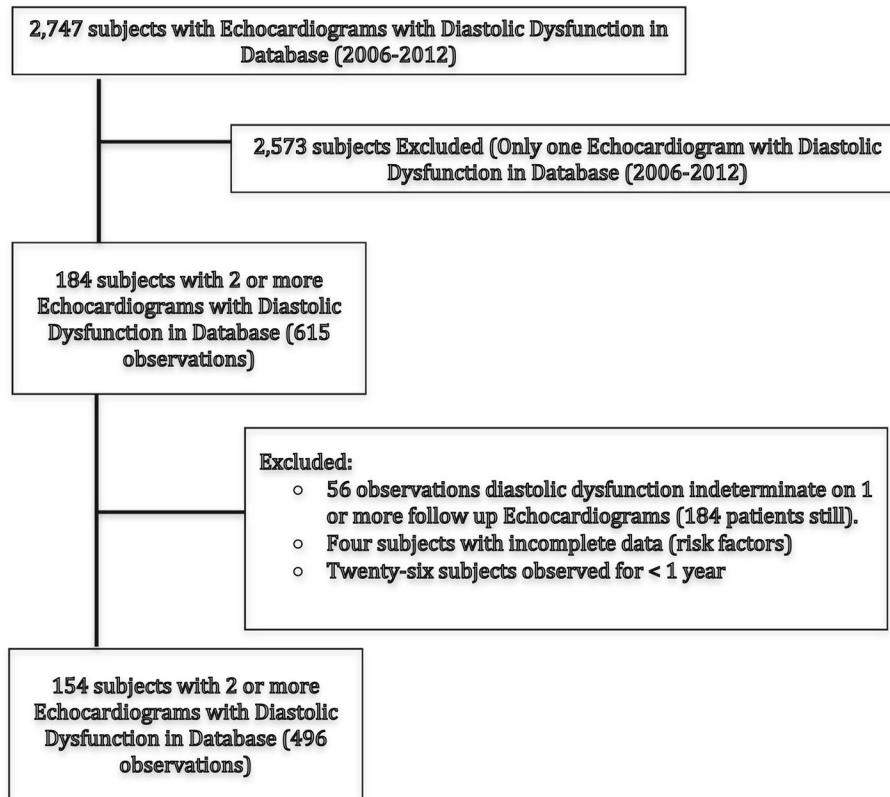 2,747 subjects with Echocardiograms with Diastolic Dysfunction in
Database (2006-2012)
2,573 subjects Excluded (Only one Echocardiogram with Diastolic
Dysfunction in Database (2006-2012)
184 subjects with 2 or more
Echocardiograms with Diastolic
Dysfunction in Database (615
observations)
Excluded:
○ 56 observations diastolic dysfunction indeterminate on 1
or more follow up Echocardiograms (184 patients still).
○ Four subjects with incomplete data (risk factors)
○ Twenty-six subjects observed for < 1 year
154 subjects with 2 or more
Echocardiograms with Diastolic
Dysfunction in Database (496
observations)